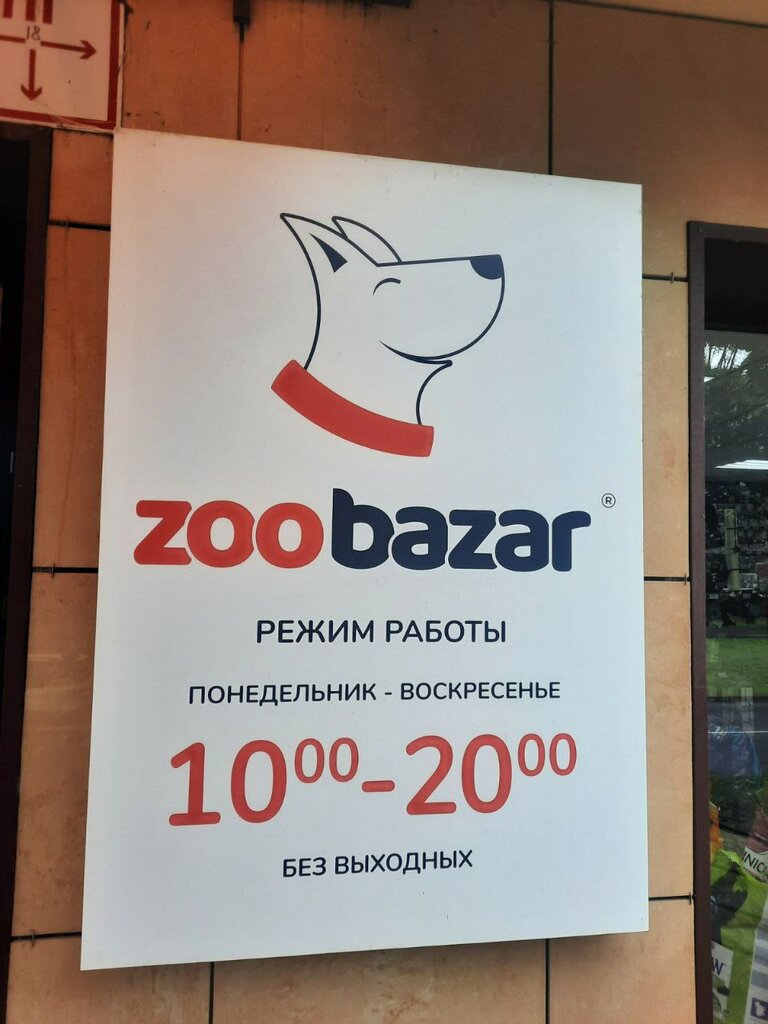 zoobazar®
РЕЖИМ РАБОТЫ
ПОНЕДЕЛЬНИК - ВОСКРЕСЕНЬЕ
10⁰⁰-20⁰⁰
БЕЗ ВЫХОДНЫХ